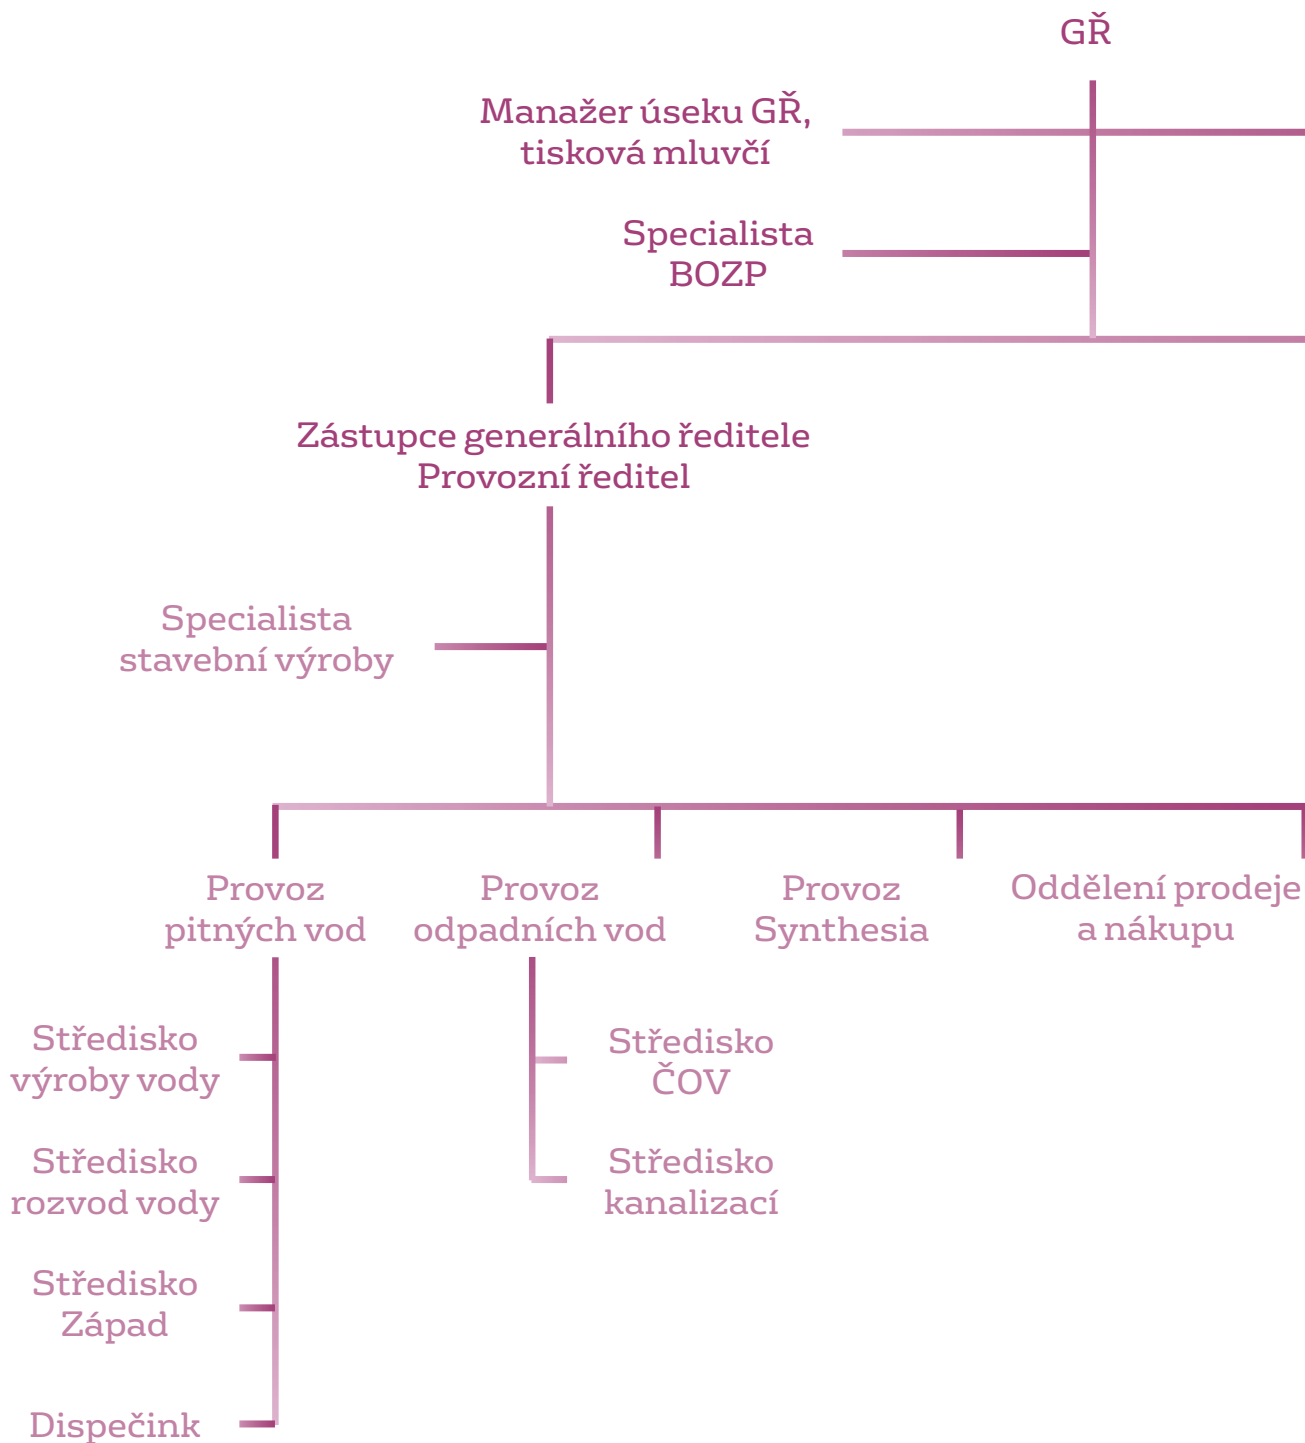 GŘ
Manažer úseku GŘ,
tisková mluvčí
Specialista
BOZP
Zástupce generálního ředitele
Provozní ředitel
Specialista
stavební výroby
Provoz
pitných vod
Provoz
odpadních vod
Provoz
Synthesia
Oddělení prodeje
a nákupu
Středisko
výroby vody
Středisko
rozvod vody
Středisko
Západ
Dispečink
Středisko
ČOV
Středisko
kanalizací